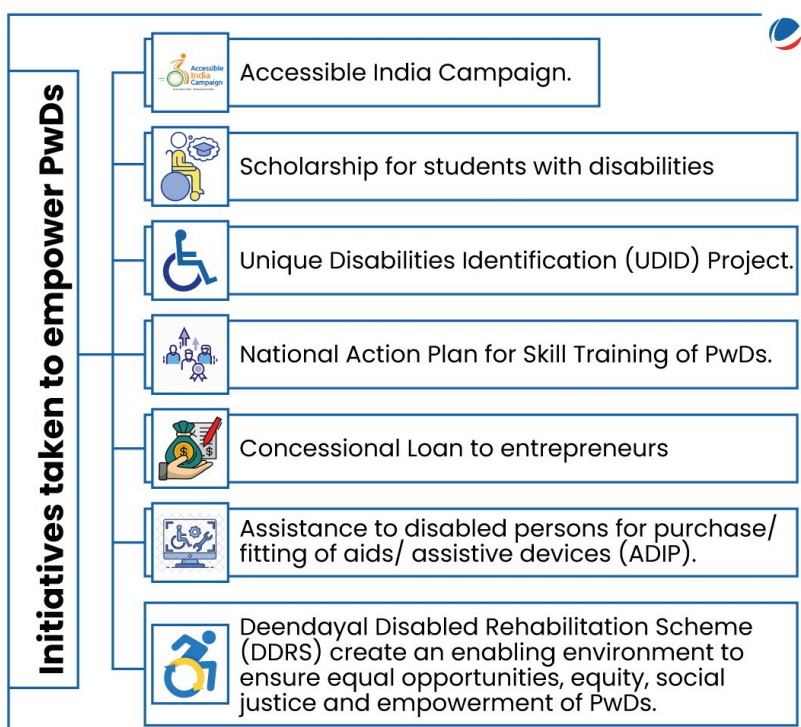 Initiatives taken to empower PwDs
Accessible
India
Campaign
Accessible India Campaign.
Scholarship for students with disabilities
Unique Disabilities Identification (UDID) Project.
National Action Plan for Skill Training of PwDs.
Concessional Loan to entrepreneurs
Assistance to disabled persons for purchase/
fitting of aids/ assistive devices (ADIP).
Deendayal Disabled Rehabilitation Scheme
(DDRS) create an enabling environment to
ensure equal opportunities, equity, social
justice and empowerment of PwDs.